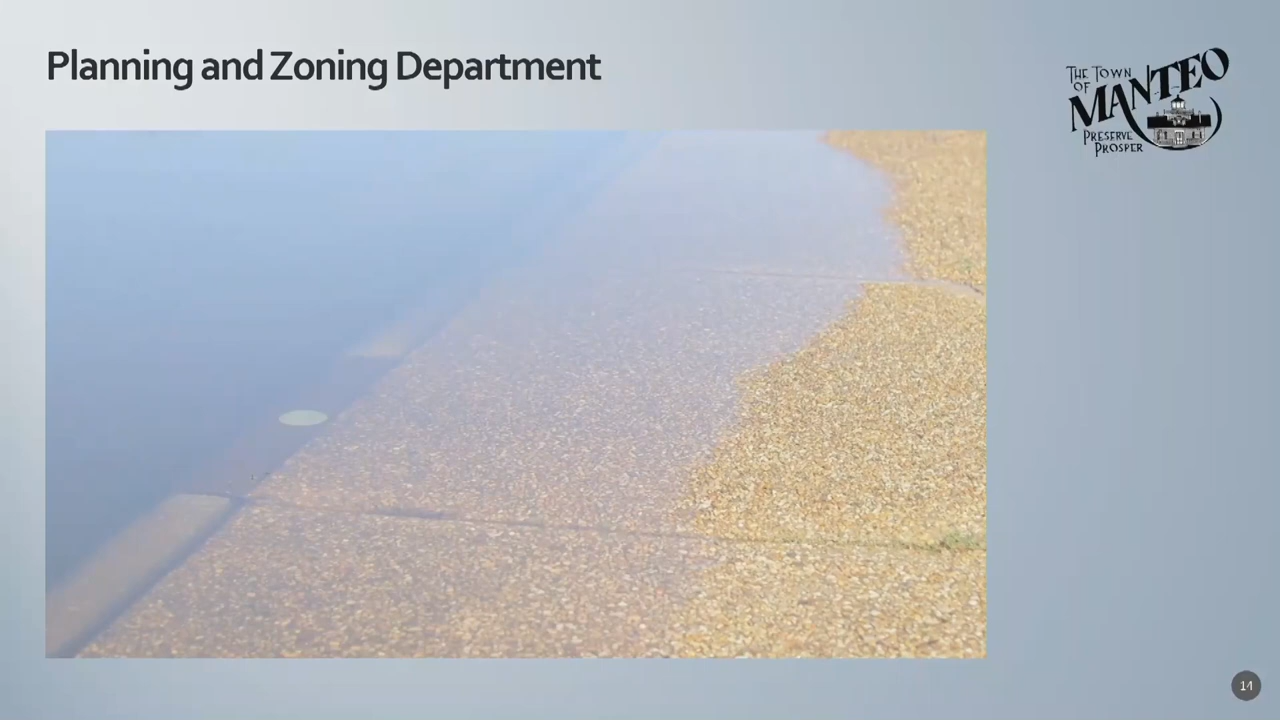 Planning and Zoning Department
THE TOWN
OF
MANTEO
PRESERVE
PROSPER
14